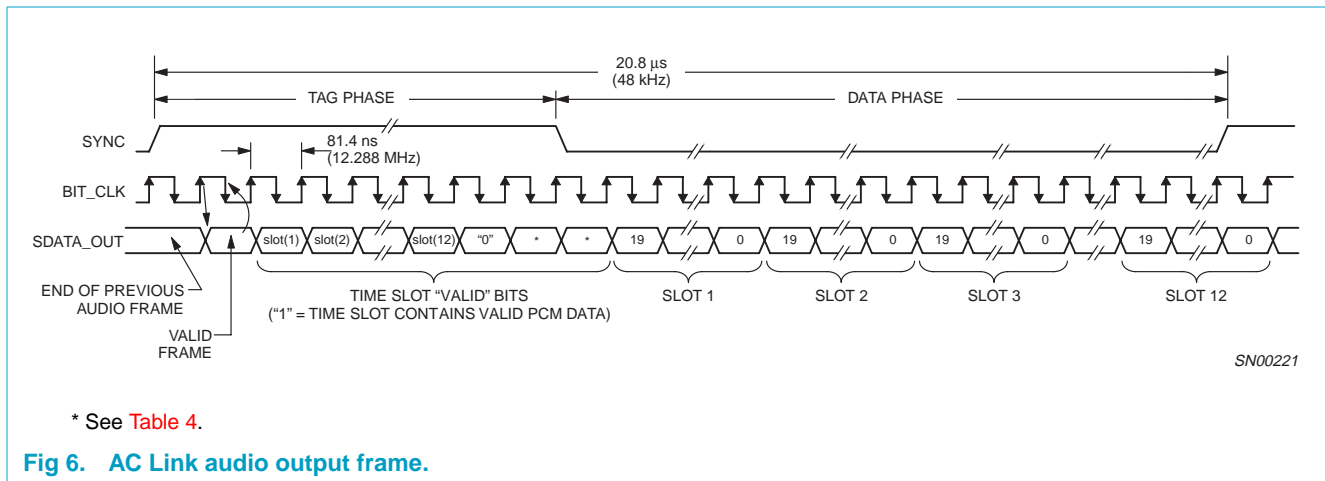 20.8 µs
(48 kHz)
TAG PHASE
DATA PHASE
SYNC
81.4 ns
(12.288 MHz)
BIT_CLK
SDATA_OUT
slot(1) slot(2) slot(12) "0" * * 19 0 19 0 19 0 19 0
END OF PREVIOUS
AUDIO FRAME
VALID
FRAME
TIME SLOT “VALID” BITS
(“1” = TIME SLOT CONTAINS VALID PCM DATA)
SLOT 1
SLOT 2
SLOT 3
SLOT 12
SN00221
* See Table 4.
Fig 6. AC Link audio output frame.